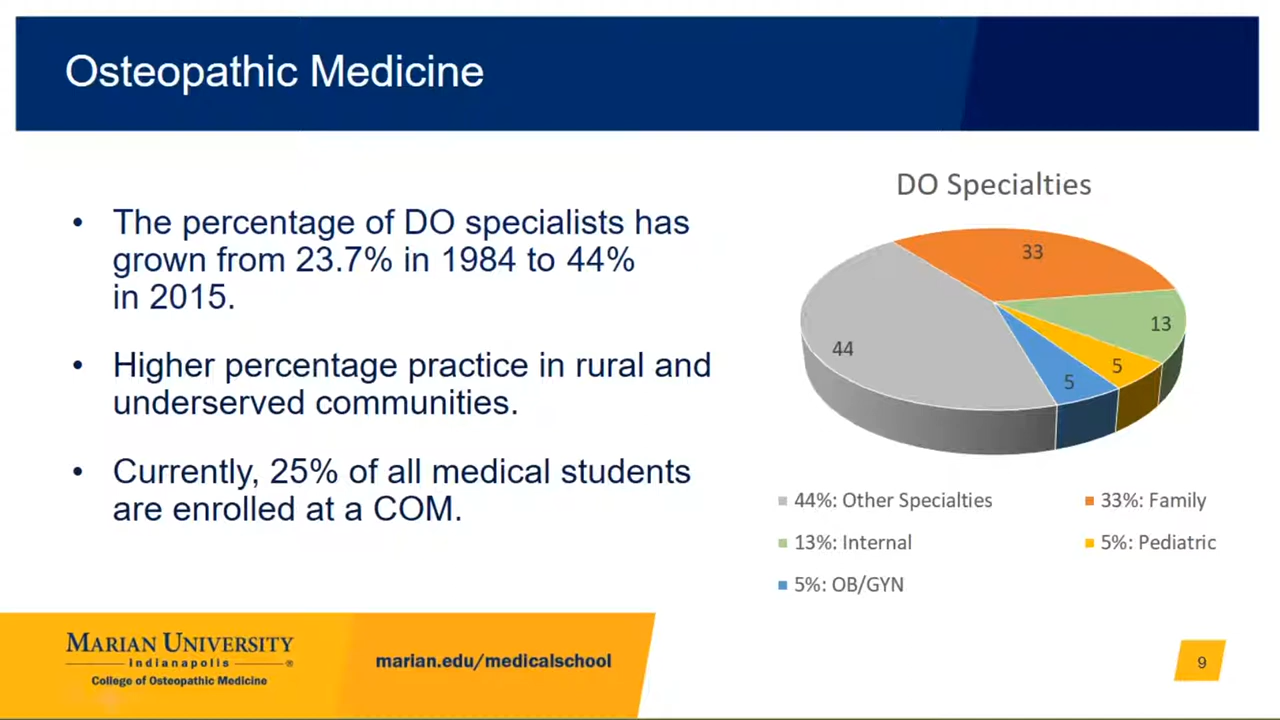 Osteopathic Medicine
• The percentage of DO specialists has
grown from 23.7% in 1984 to 44%
in 2015.
• Higher percentage practice in rural and
underserved communities.
• Currently, 25% of all medical students
are enrolled at a COM.
DO Specialties
33
13
44
5
5
44%: Other Specialties 33%: Family
13%: Internal 5%: Pediatric
5%: OB/GYN
MARIAN UNIVERSITY
Indianapolis ®
College of Osteopathic Medicine
marian.edu/medicalschool
9